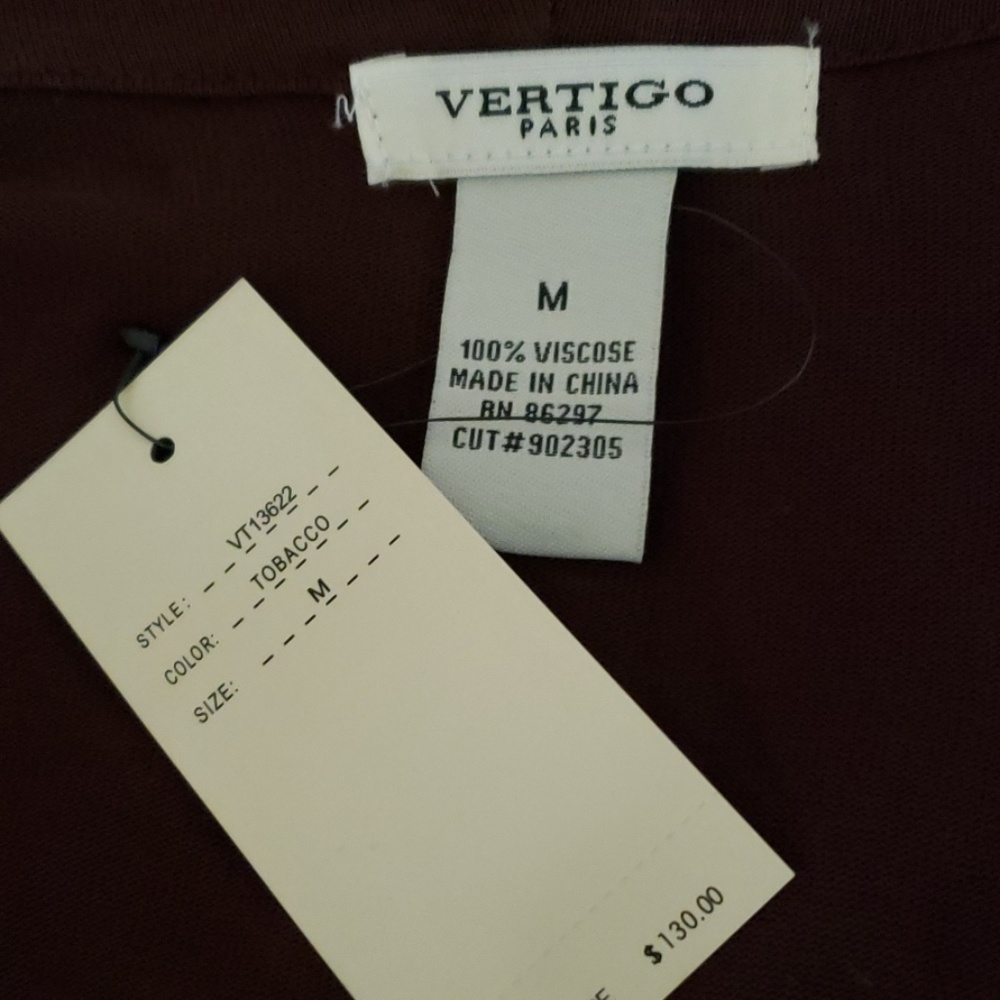 VERTIGO
PARIS
M
100% VISCOSE
MADE IN CHINA
RN 86297
CUT#902305
STYLE: VT13622
COLOR: TOBACCO
SIZE: M
$130.00